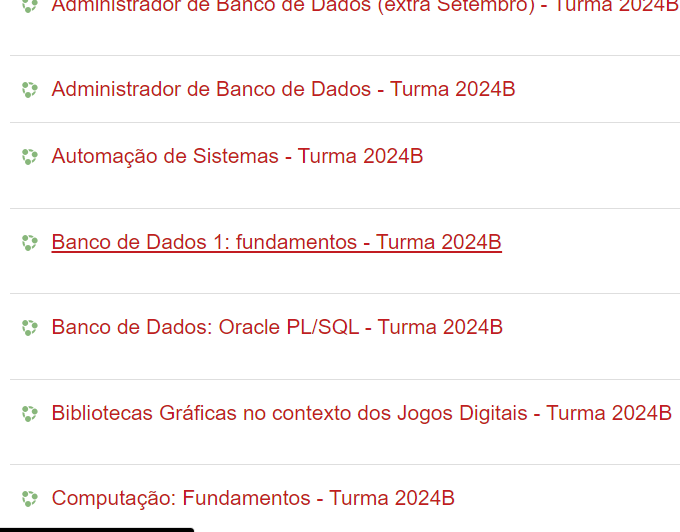 Administrador de Banco de Dados (extra Setembro) - Turma 2024B
Administrador de Banco de Dados - Turma 2024B
Automação de Sistemas - Turma 2024B
Banco de Dados 1: fundamentos - Turma 2024B
Banco de Dados: Oracle PL/SQL - Turma 2024B
Bibliotecas Gráficas no contexto dos Jogos Digitais - Turma 2024B
Computação: Fundamentos - Turma 2024B